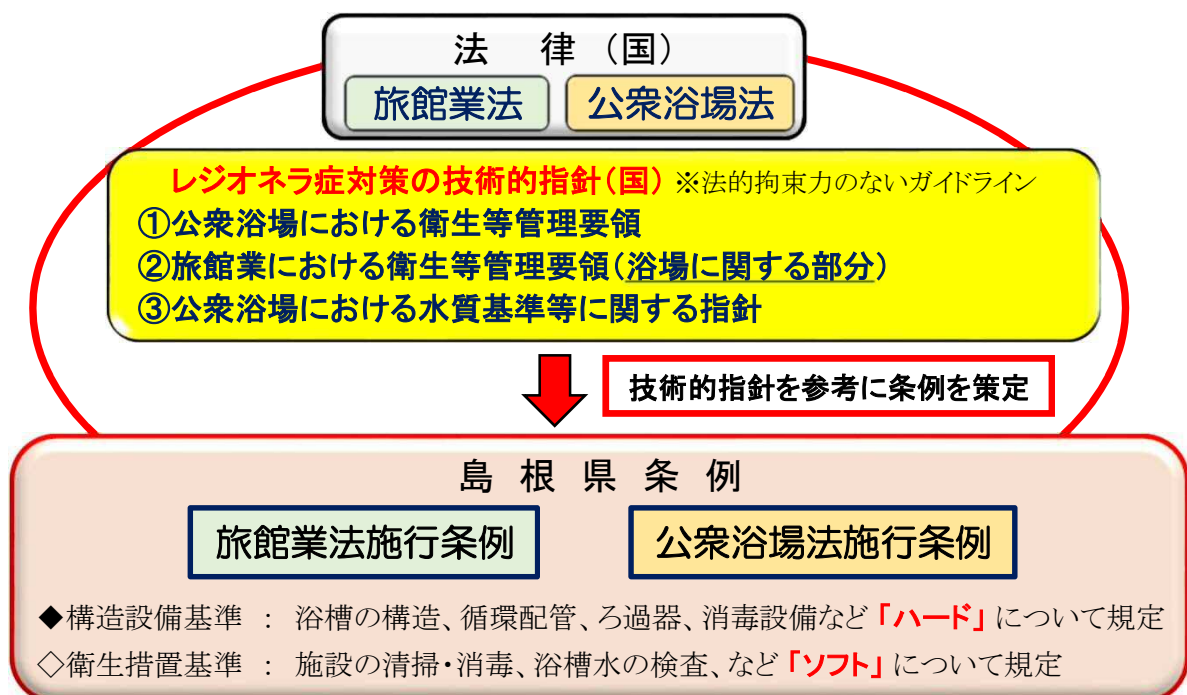 法 律（国）
旅館業法 公衆浴場法
レジオネラ症対策の技術的指針（国） ※法的拘束力のないガイドライン
①公衆浴場における衛生等管理要領
②旅館業における衛生等管理要領（浴場に関する部分）
③公衆浴場における水質基準等に関する指針
技術的指針を参考に条例を策定
島 根 県 条 例
旅館業法施行条例 公衆浴場法施行条例
◆構造設備基準 ： 浴槽の構造、循環配管、ろ過器、消毒設備など「ハード」について規定
◇衛生措置基準 ： 施設の清掃・消毒、浴槽水の検査、など「ソフト」について規定